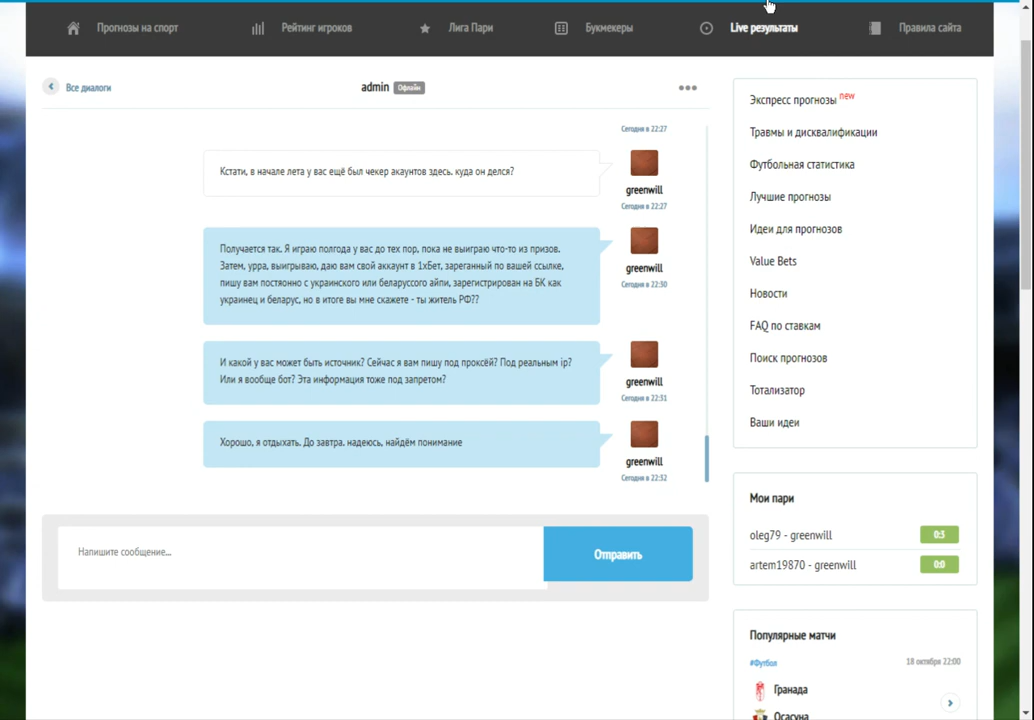 Прогнозы на спорт
Рейтинг игроков
Лига Пари
Букмекеры
Live результаты
Правила сайта
Все диалоги
admin Офлайн
Сегодня в 22:27
Кстати, в начале лета у вас ещё был чекер акаунтов здесь. куда он делся?
greenwill
Сегодня в 22:27
Получается так. Я играю полгода у вас до тех пор, пока не выиграю что-то из призов.
Затем, урра, выигрываю, даю вам свой аккаунт в 1хБет, зареганный по вашей ссылке,
пишу вам постяонно с украинского или беларусского айпи, зарегистрирован на БК как
украинец и беларус, но в итоге вы мне скажете - ты житель РФ??
greenwill
Сегодня в 22:30
И какой у вас может быть источник? Сейчас я вам пишу под проксёй? Под реальным ip?
Или я вообще бот? Эта информация тоже под запретом?
greenwill
Сегодня в 22:31
Хорошо, я отдыхать. До завтра. надеюсь, найдём понимание
greenwill
Сегодня в 22:32
Напишите сообщение...
Отправить
Экспресс прогнозы new
Травмы и дисквалификации
Футбольная статистика
Лучшие прогнозы
Идеи для прогнозов
Value Bets
Новости
FAQ по ставкам
Поиск прогнозов
Тотализатор
Ваши идеи
Мои пари
oleg79 - greenwill 0:3
artem19870 - greenwill 0:0
Популярные матчи
#Футбол 18 октября 22:00
Гранада
Осасуна